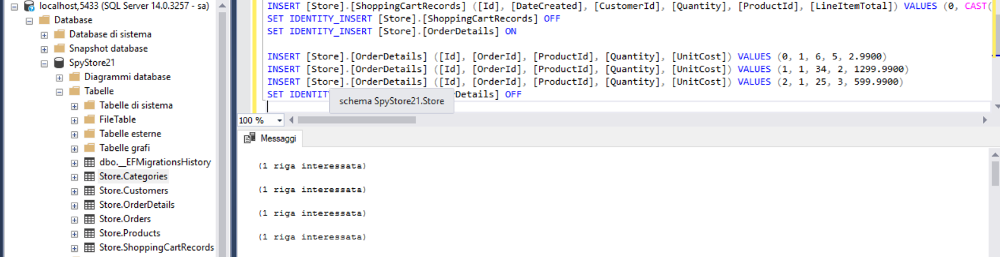 localhost,5433 (SQL Server 14.0.3257 - sa)
Database
Database di sistema
Snapshot database
SpyStore21
Diagrammi database
Tabelle
Tabelle di sistema
FileTable
Tabelle esterne
Tabelle grafi
dbo.__EFMigrationsHistory
Store.Categories
Store.Customers
Store.OrderDetails
Store.Orders
Store.Products
Store.ShoppingCartRecords
INSERT [Store].[ShoppingCartRecords] ([Id], [DateCreated], [CustomerId], [Quantity], [ProductId], [LineItemTotal]) VALUES (0, CAST(
SET IDENTITY_INSERT [Store].[ShoppingCartRecords] OFF
SET IDENTITY_INSERT [Store].[OrderDetails] ON
INSERT [Store].[OrderDetails] ([Id], [OrderId], [ProductId], [Quantity], [UnitCost]) VALUES (0, 1, 6, 5, 2.9900)
INSERT [Store].[OrderDetails] ([Id], [OrderId], [ProductId], [Quantity], [UnitCost]) VALUES (1, 1, 34, 2, 1299.9900)
INSERT [Store].[OrderDetails] ([Id], [OrderId], [ProductId], [Quantity], [UnitCost]) VALUES (2, 1, 25, 3, 599.9900)
SET IDENTIT Details] OFF
schema SpyStore21.Store
100 %
Messaggi
(1 riga interessata)
(1 riga interessata)
(1 riga interessata)
(1 riga interessata)